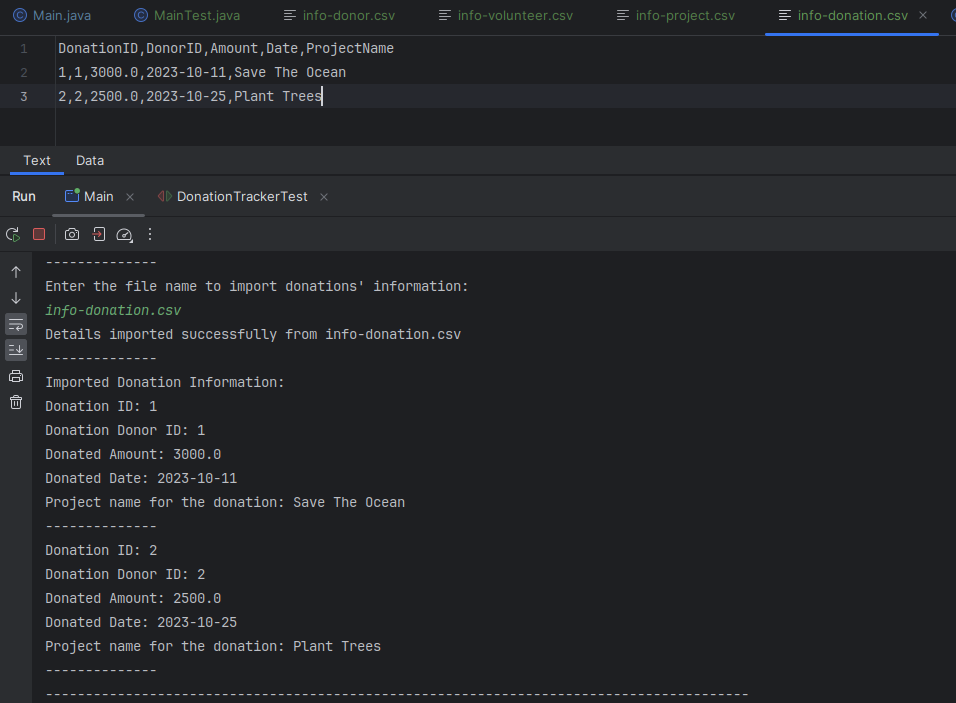 Main.java MainTest.java info-donor.csv info-volunteer.csv info-project.csv info-donation.csv
1 DonationID,DonorID,Amount,Date,ProjectName
2 1,1,3000.0,2023-10-11,Save The Ocean
3 2,2,2500.0,2023-10-25,Plant Trees
Text Data
Run Main DonationTrackerTest
--------------
Enter the file name to import donations' information:
info-donation.csv
Details imported successfully from info-donation.csv
--------------
Imported Donation Information:
Donation ID: 1
Donation Donor ID: 1
Donated Amount: 3000.0
Donated Date: 2023-10-11
Project name for the donation: Save The Ocean
--------------
Donation ID: 2
Donation Donor ID: 2
Donated Amount: 2500.0
Donated Date: 2023-10-25
Project name for the donation: Plant Trees
--------------
----------------------------------------------------------------------------------------